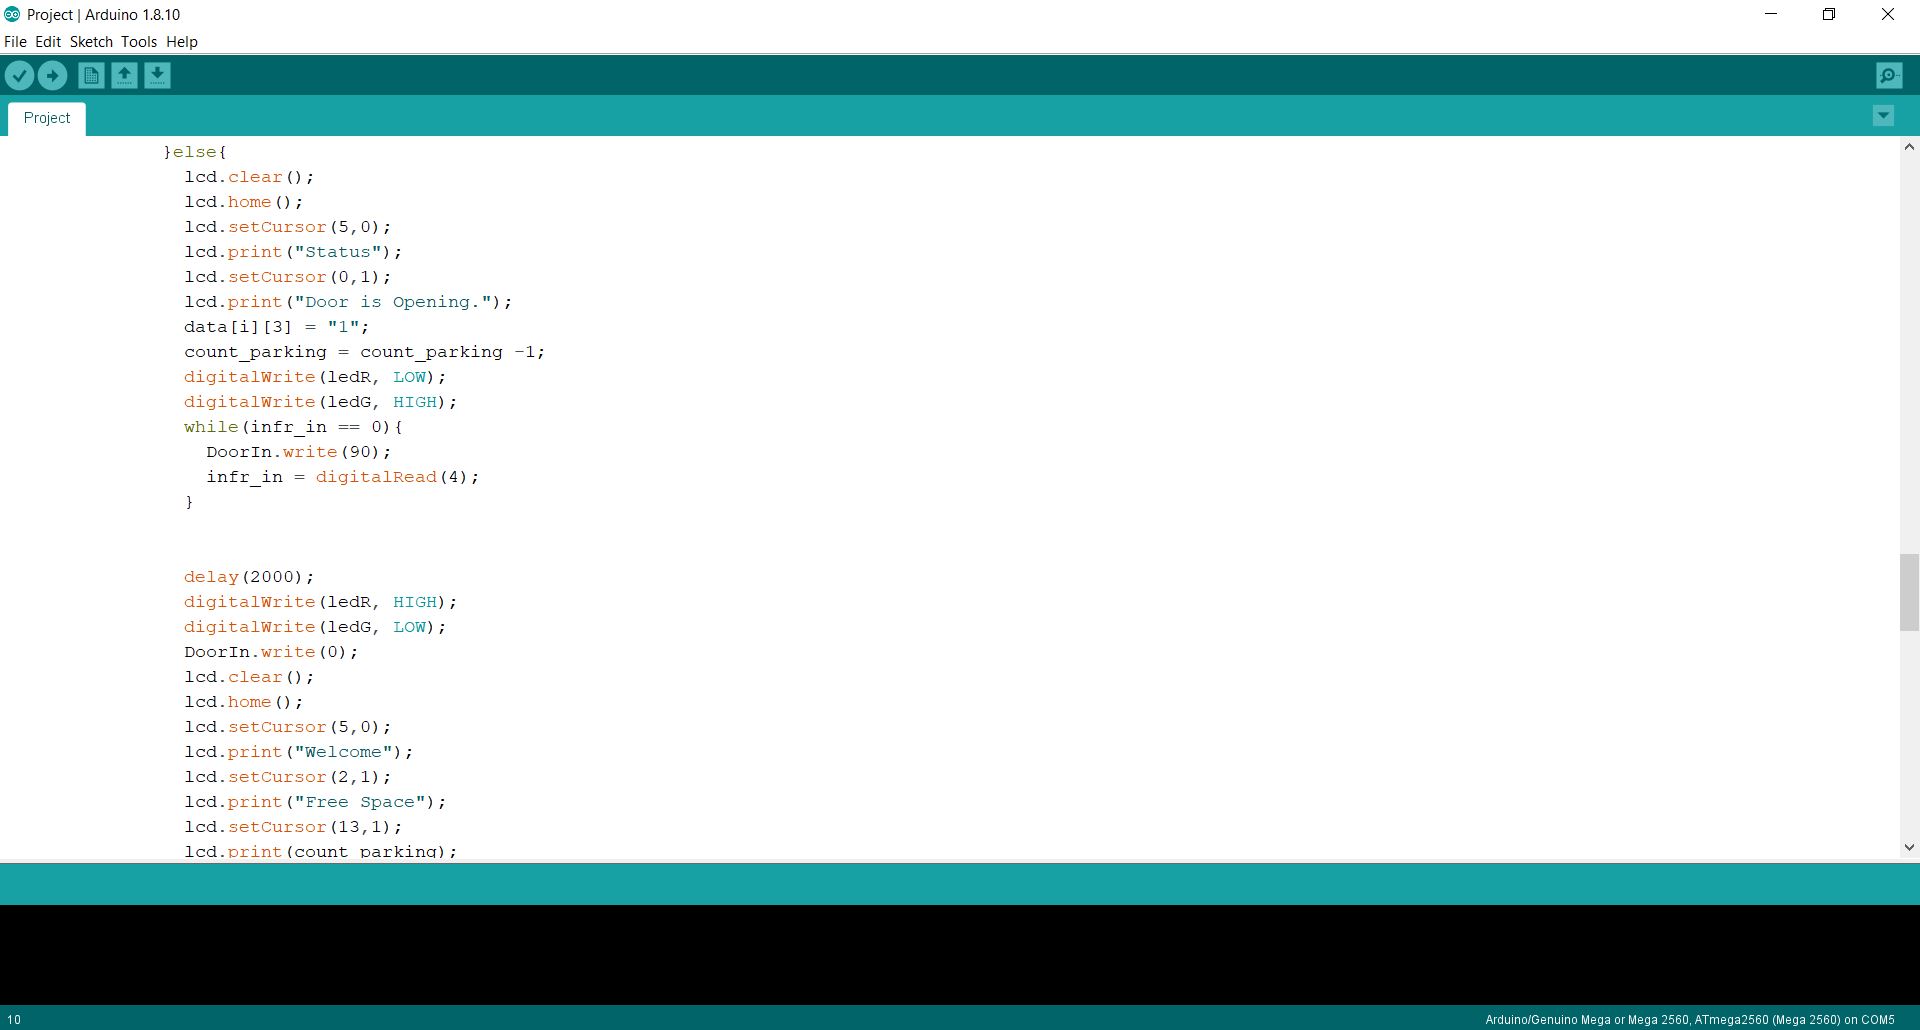 Project | Arduino 1.8.10
File Edit Sketch Tools Help
Project
}else{
lcd.clear();
lcd.home();
lcd.setCursor(5,0);
lcd.print("Status");
lcd.setCursor(0,1);
lcd.print("Door is Opening.");
data[i][3] = "1";
count_parking = count_parking -1;
digitalWrite(ledR, LOW);
digitalWrite(ledG, HIGH);
while(infr_in == 0){
DoorIn.write(90);
infr_in = digitalRead(4);
}
delay(2000);
digitalWrite(ledR, HIGH);
digitalWrite(ledG, LOW);
DoorIn.write(0);
lcd.clear();
lcd.home();
lcd.setCursor(5,0);
lcd.print("Welcome");
lcd.setCursor(2,1);
lcd.print("Free Space");
lcd.setCursor(13,1);
lcd.print(count_parking);
10
Arduino/Genuino Mega or Mega 2560, ATmega2560 (Mega 2560) on COM5